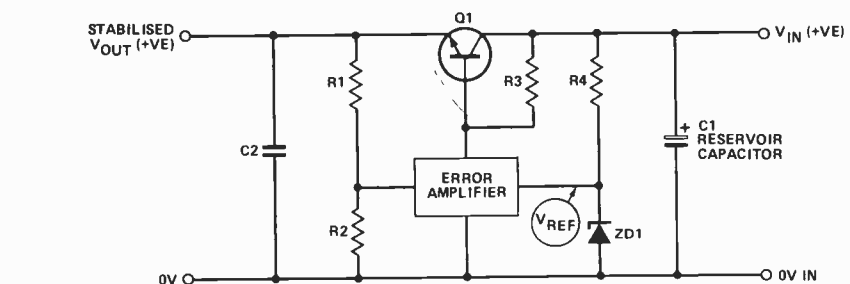 Q1
STABILISED
VOUT (+VE)
VIN (+VE)
R1
R3
R4
C2
+ C1
RESERVOIR
CAPACITOR
ERROR
AMPLIFIER
VREF
R2
ZD1
0V
0V IN